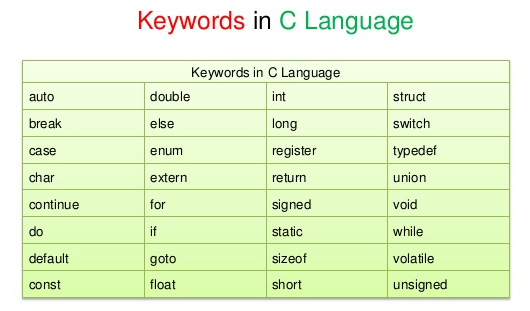 Keywords in C Language
Keywords in C Language
auto double int struct
break else long switch
case enum register typedef
char extern return union
continue for signed void
do if static while
default goto sizeof volatile
const float short unsigned